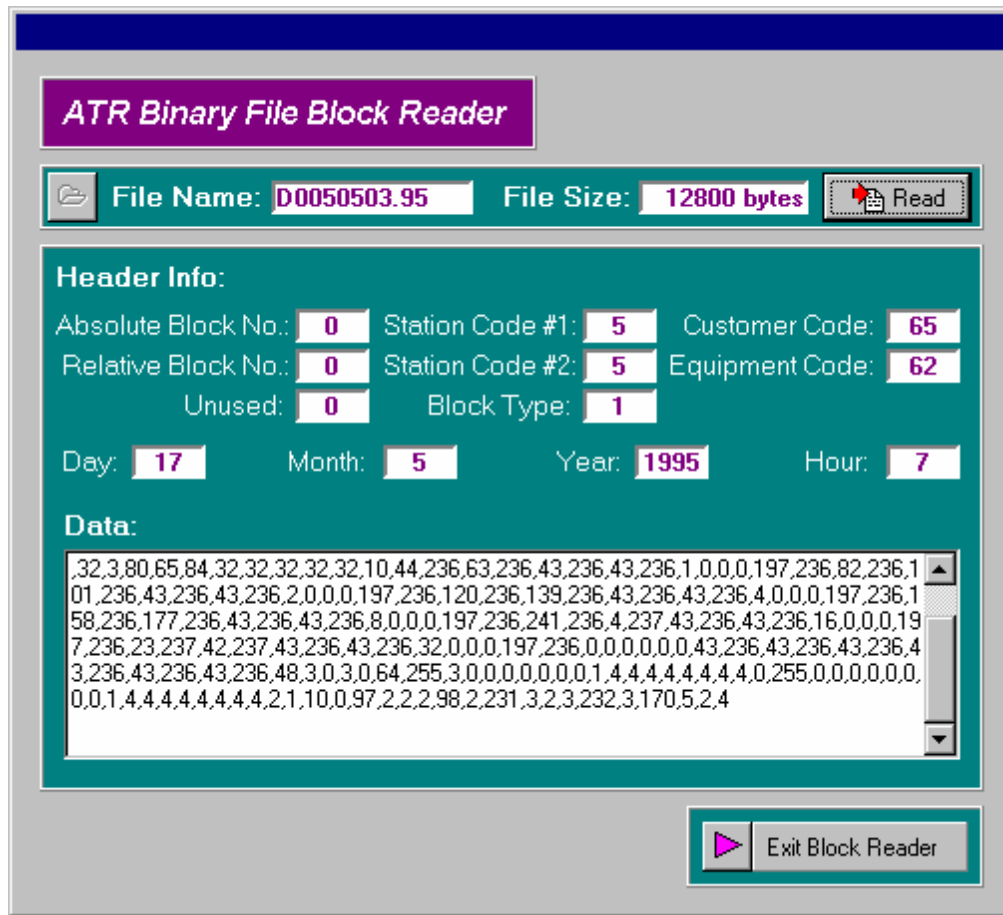 ATR Binary File Block Reader
File Name: D0050503.95 File Size: 12800 bytes Read
Header Info:
Absolute Block No.: 0 Station Code #1: 5 Customer Code: 65
Relative Block No.: 0 Station Code #2: 5 Equipment Code: 62
Unused: 0 Block Type: 1
Day: 17 Month: 5 Year: 1995 Hour: 7
Data:
,32,3,80,65,84,32,32,32,32,32,10,44,236,63,236,43,236,43,236,1,0,0,0,197,236,82,236,1
01,236,43,236,43,236,2,0,0,0,197,236,120,236,139,236,43,236,43,236,4,0,0,0,197,236,1
58,236,177,236,43,236,43,236,8,0,0,0,197,236,241,236,4,237,43,236,43,236,16,0,0,0,19
7,236,23,237,42,237,43,236,43,236,32,0,0,0,197,236,0,0,0,0,0,0,43,236,43,236,43,236,4
3,236,43,236,43,236,48,3,0,3,0,64,255,3,0,0,0,0,0,0,0,1,4,4,4,4,4,4,4,4,0,255,0,0,0,0,0,0,
0,0,1,4,4,4,4,4,4,4,4,2,1,10,0,97,2,2,2,98,2,231,3,2,3,232,3,170,5,2,4
Exit Block Reader